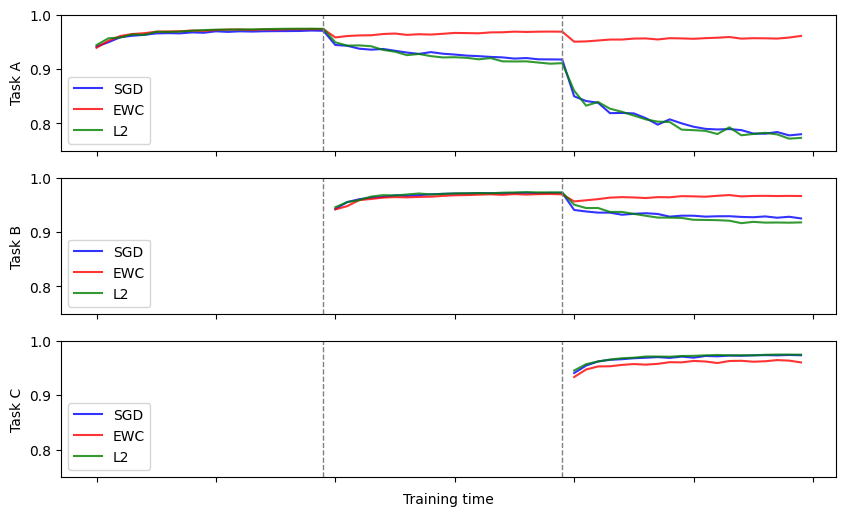 1.0
0.9
0.8
Task A
SGD
EWC
L2
1.0
0.9
0.8
Task B
SGD
EWC
L2
1.0
0.9
0.8
Task C
SGD
EWC
L2
Training time